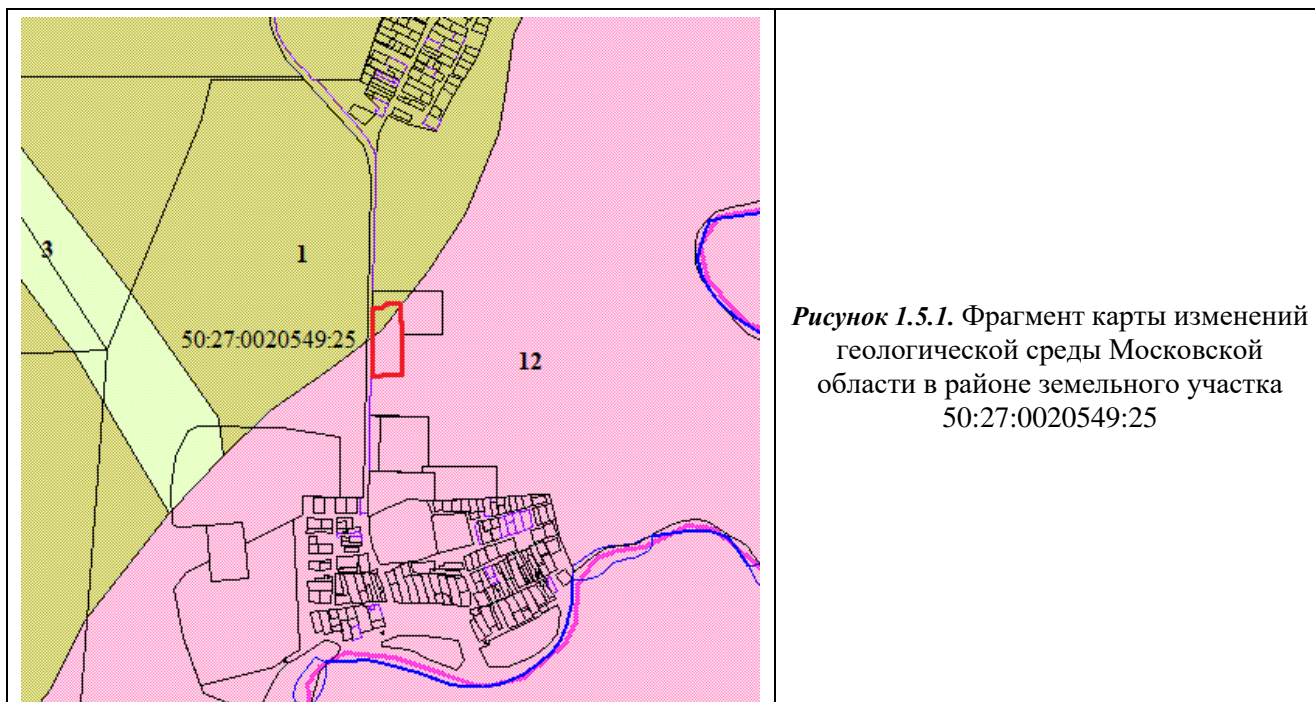 3
1
50:27:0020549:25
12
Рисунок 1.5.1. Фрагмент карты изменений
геологической среды Московской
области в районе земельного участка
50:27:0020549:25